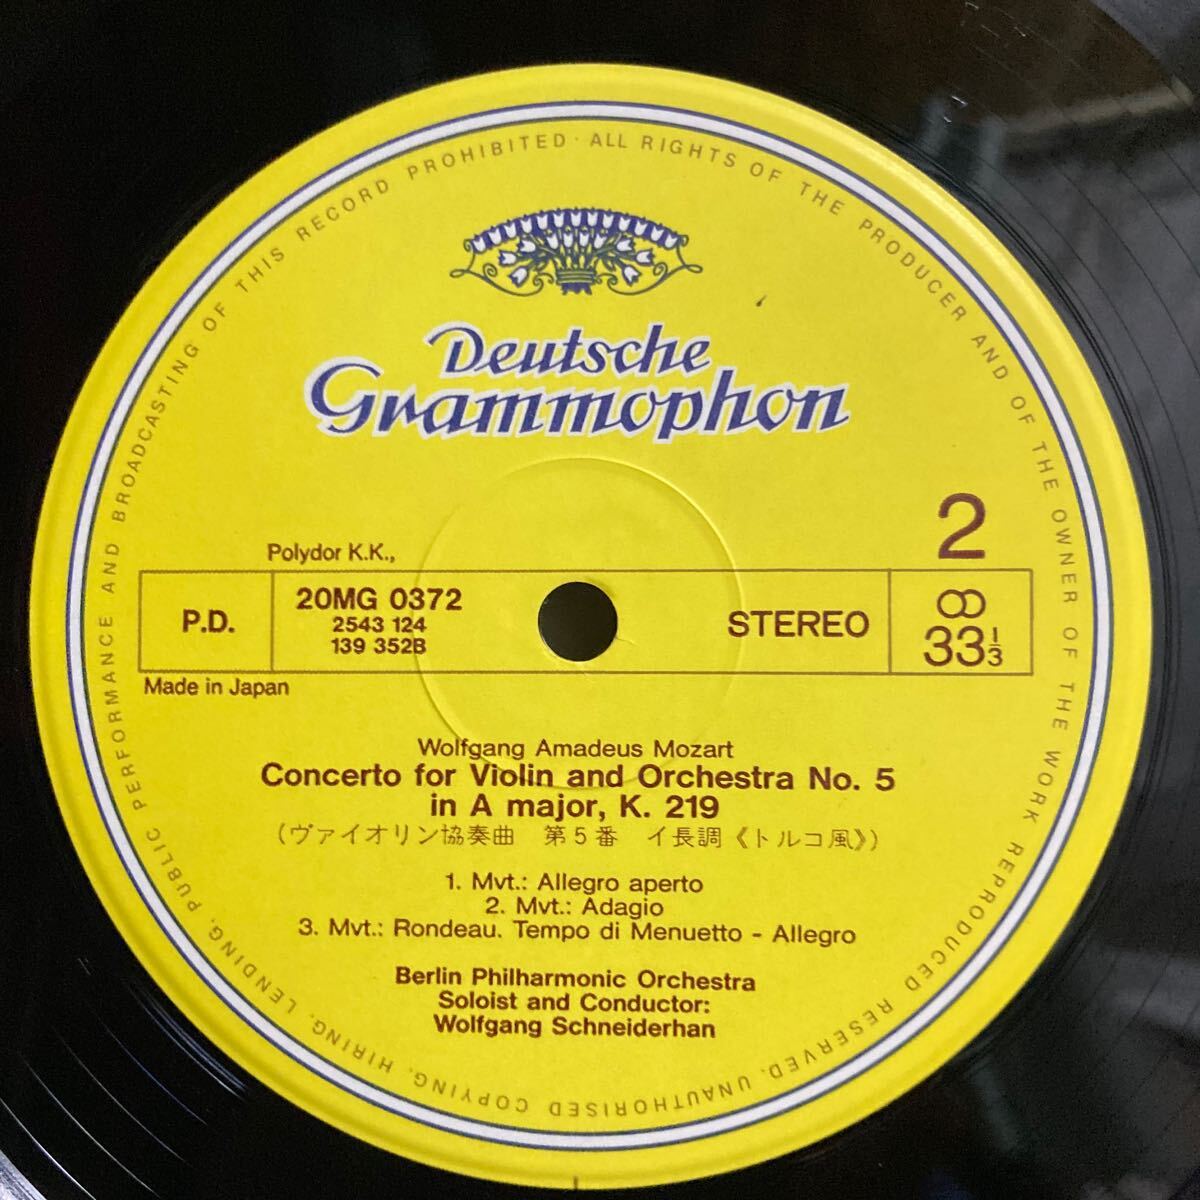 ALL RIGHTS OF THE PRODUCER AND OF THE OWNER OF THE WORK REPRODUCED RESERVED. UNAUTHORISED COPYING, HIRING, LENDING, PUBLIC PERFORMANCE AND BROADCASTING OF THIS RECORD PROHIBITED ·
Deutsche
Grammophon
2
Polydor K.K.,
P.D.
20MG 0372
2543 124
139 352B
STEREO
33 1/3
Made in Japan
Wolfgang Amadeus Mozart
Concerto for Violin and Orchestra No. 5
in A major, K. 219
(ヴァイオリン協奏曲 第5番 イ長調《トルコ風》)
1. Mvt.: Allegro aperto
2. Mvt.: Adagio
3. Mvt.: Rondeau. Tempo di Menuetto - Allegro
Berlin Philharmonic Orchestra
Soloist and Conductor:
Wolfgang Schneiderhan